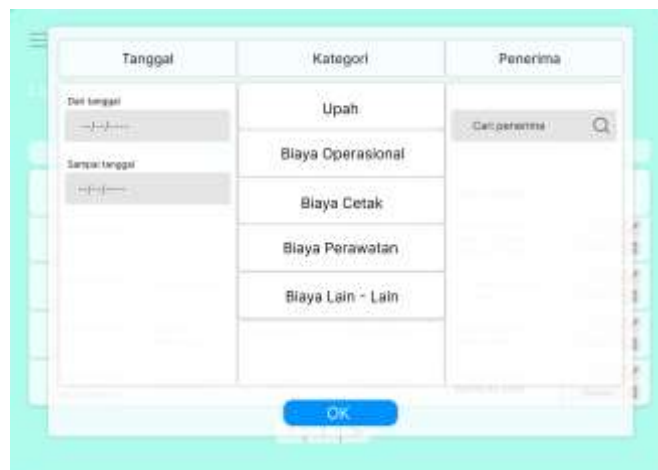 Tanggal
Kategori
Penerima
Dari tanggal
--/--/----
Sampai tanggal
--/--/----
Upah
Biaya Operasional
Biaya Cetak
Biaya Perawatan
Biaya Lain - Lain
Cari penerima
OK